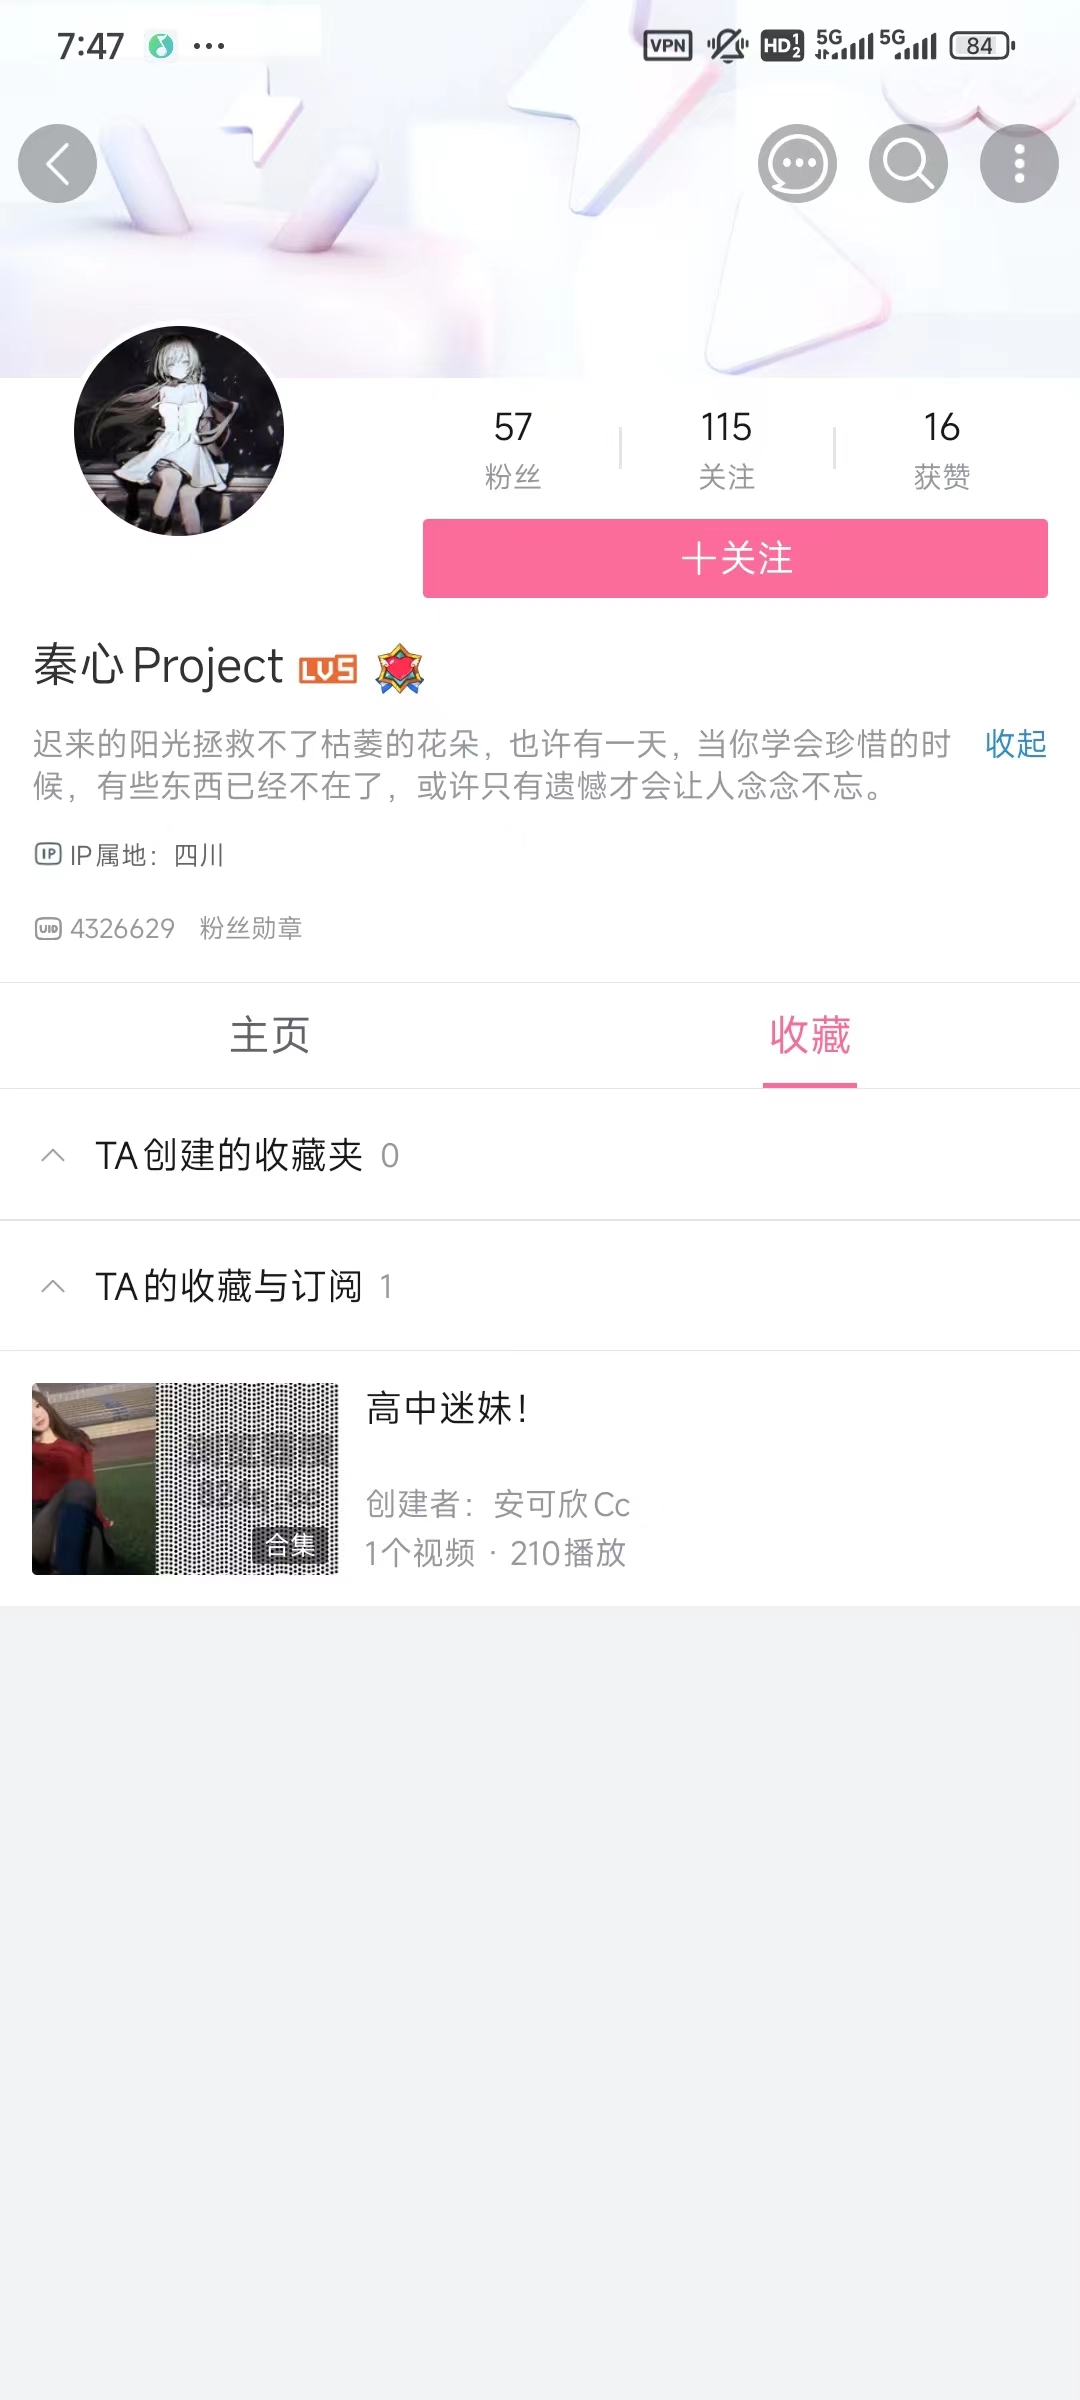 7:47
VPN HD 1 2 5G 5G 84
57 115 16
粉丝 关注 获赞
十关注
秦心Project LV5
迟来的阳光拯救不了枯萎的花朵，也许有一天，当你学会珍惜的时 收起
候，有些东西已经不在了，或许只有遗憾才会让人念念不忘。
IP IP属地：四川
UID 4326629 粉丝勋章
主页 收藏
TA创建的收藏夹 0
TA的收藏与订阅 1
高中迷妹！
创建者：安可欣Cc
合集
1个视频 · 210播放